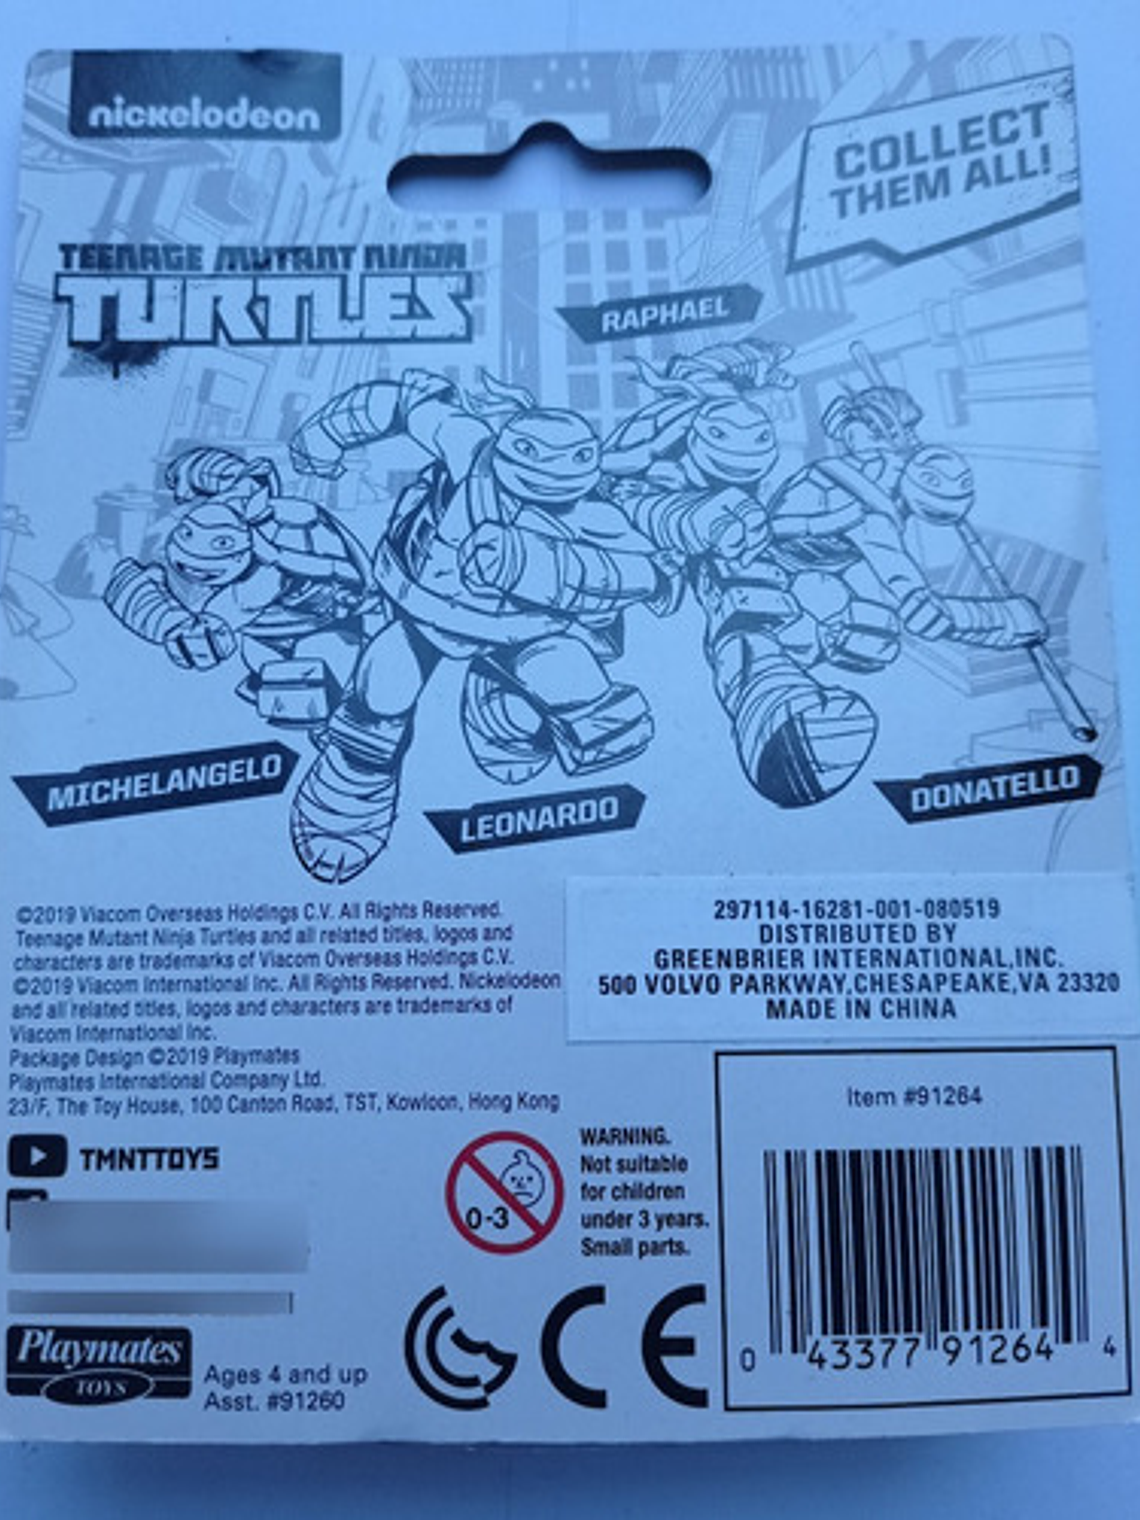 nickelodeon
COLLECT
THEM ALL!
TEENAGE MUTANT NINJA
TURTLES
RAPHAEL
MICHELANGELO
LEONARDO
DONATELLO
©2019 Viacom Overseas Holdings C.V. All Rights Reserved.
Teenage Mutant Ninja Turtles and all related titles, logos and
characters are trademarks of Viacom Overseas Holdings C.V.
©2019 Viacom International Inc. All Rights Reserved. Nickelodeon
and all related titles, logos and characters are trademarks of
Viacom International Inc.
Package Design ©2019 Playmates
Playmates International Company Ltd.
23/F, The Toy House, 100 Canton Road, TST, Kowloon, Hong Kong
297114-16281-001-080519
DISTRIBUTED BY
GREENBRIER INTERNATIONAL,INC.
500 VOLVO PARKWAY,CHESAPEAKE,VA 23320
MADE IN CHINA
TMNTTOYS
Playmates
TOYS
Ages 4 and up
Asst. #91260
0-3
WARNING.
Not suitable
for children
under 3 years.
Small parts.
CE
Item #91264
0 43377 91264 4